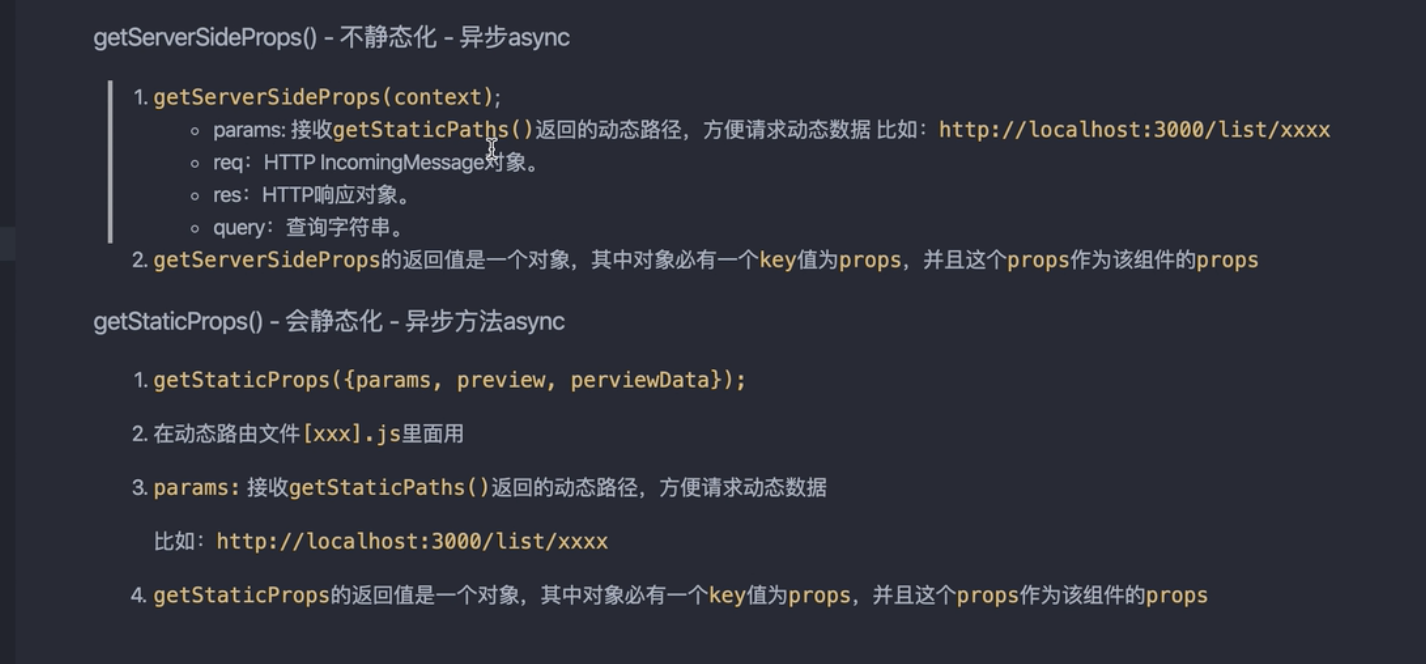 getServerSideProps() - 不静态化 - 异步async
1. getServerSideProps(context);
params: 接收getStaticPaths()返回的动态路径，方便请求动态数据 比如：http://localhost:3000/list/xxxx
req：HTTP IncomingMessage对象。
res：HTTP响应对象。
query：查询字符串。
2. getServerSideProps的返回值是一个对象，其中对象必有一个key值为props，并且这个props作为该组件的props
getStaticProps() - 会静态化 - 异步方法async
1. getStaticProps({params, preview, perviewData});
2. 在动态路由文件[xxx].js里面用
3. params: 接收getStaticPaths()返回的动态路径，方便请求动态数据
比如：http://localhost:3000/list/xxxx
4. getStaticProps的返回值是一个对象，其中对象必有一个key值为props，并且这个props作为该组件的props